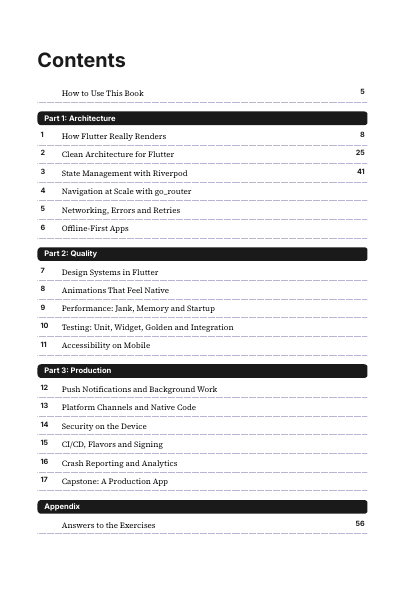 Contents
How to Use This Book 5
Part 1: Architecture
1 How Flutter Really Renders 8
2 Clean Architecture for Flutter 25
3 State Management with Riverpod 41
4 Navigation at Scale with go_router
5 Networking, Errors and Retries
6 Offline-First Apps
Part 2: Quality
7 Design Systems in Flutter
8 Animations That Feel Native
9 Performance: Jank, Memory and Startup
10 Testing: Unit, Widget, Golden and Integration
11 Accessibility on Mobile
Part 3: Production
12 Push Notifications and Background Work
13 Platform Channels and Native Code
14 Security on the Device
15 CI/CD, Flavors and Signing
16 Crash Reporting and Analytics
17 Capstone: A Production App
Appendix
Answers to the Exercises 56